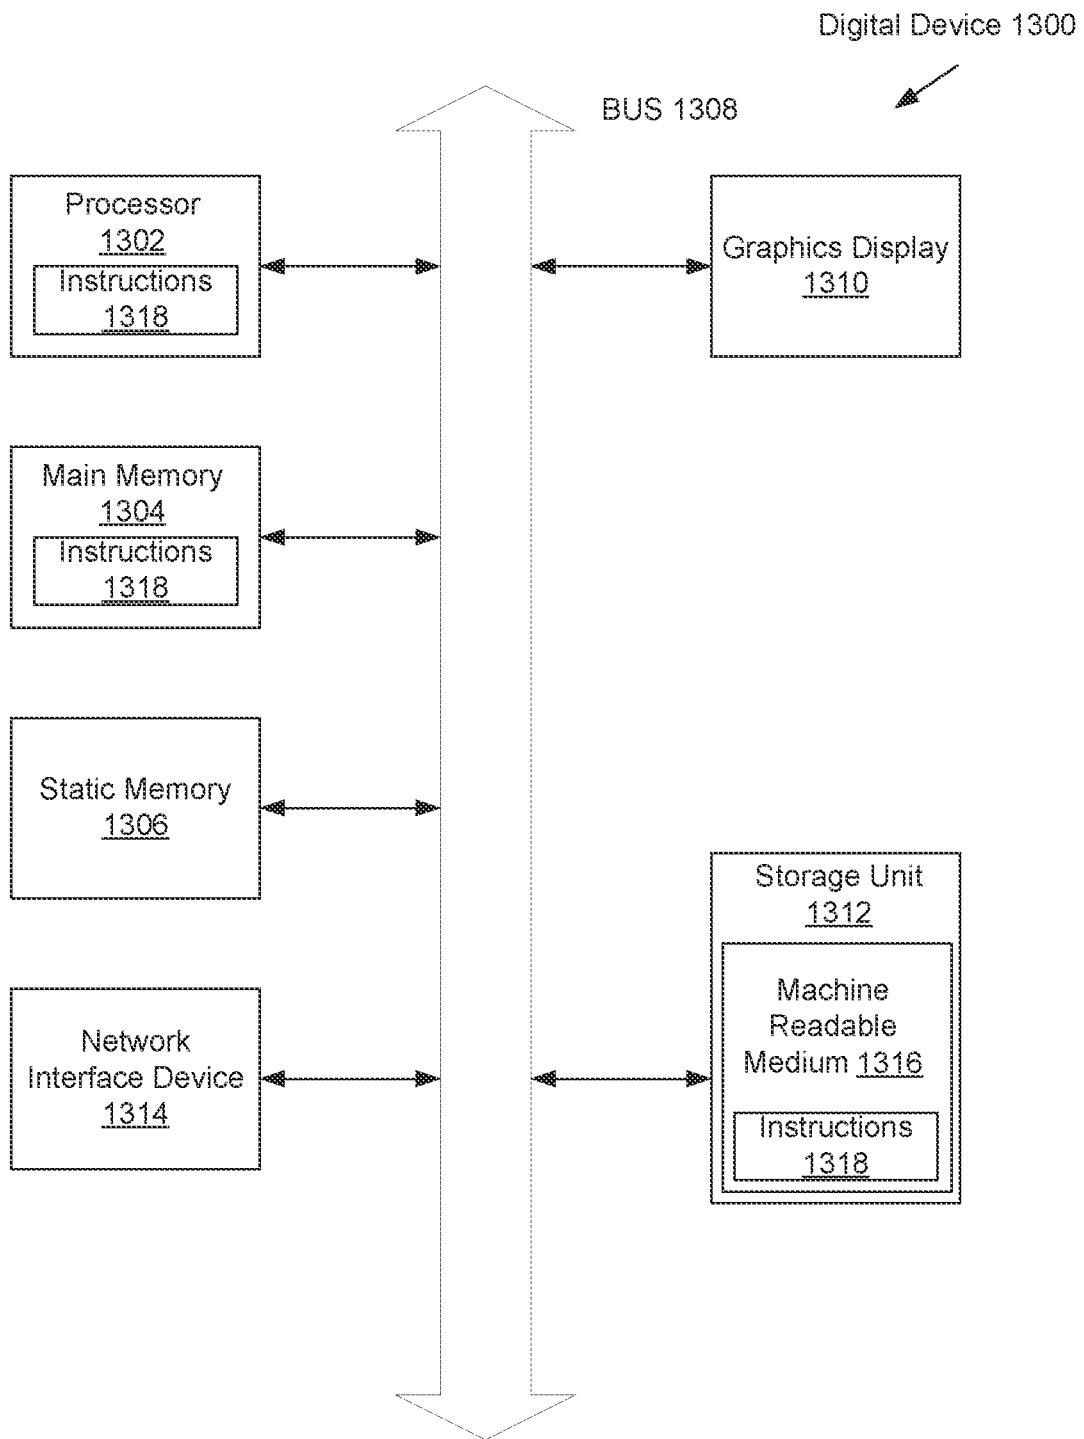 Digital Device 1300
BUS 1308
Processor
1302
Instructions
1318
Graphics Display
1310
Main Memory
1304
Instructions
1318
Static Memory
1306
Storage Unit
1312
Machine
Readable
Medium 1316
Instructions
1318
Network
Interface Device
1314